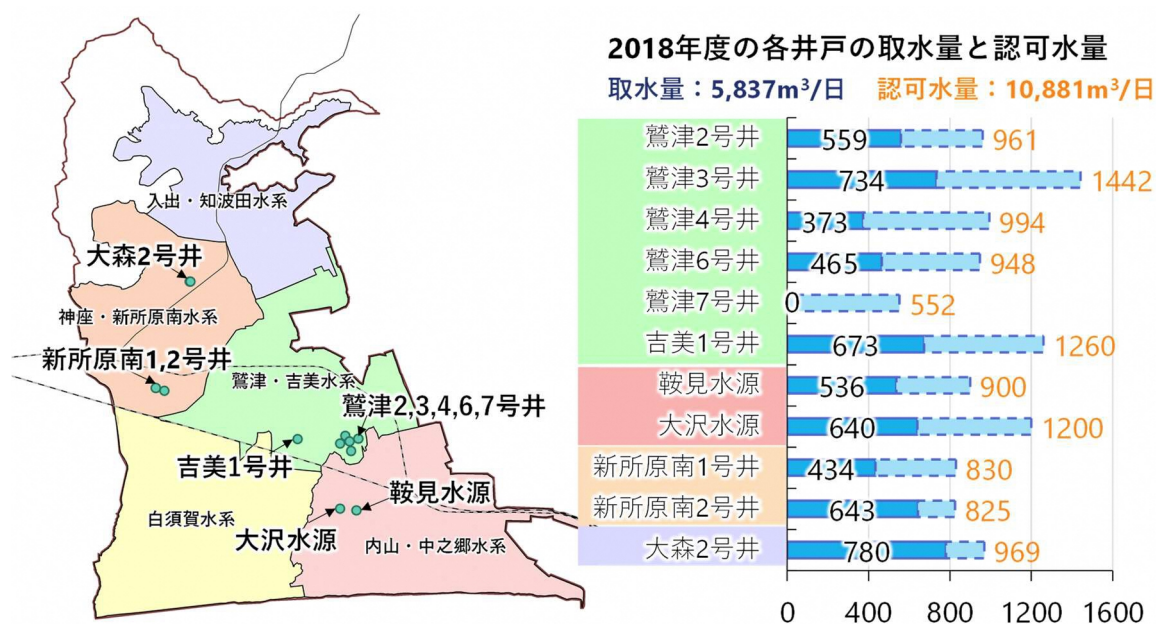 入出・知波田水系
大森2号井
神座・新所原南水系
新所原南1,2号井
鷲津・吉美水系
鷲津2,3,4,6,7号井
吉美1号井
鞍見水源
白須賀水系
大沢水源
内山・中之郷水系
2018年度の各井戸の取水量と認可水量
取水量：5,837m³/日 認可水量：10,881m³/日
鷲津2号井 559 961
鷲津3号井 734 1442
鷲津4号井 373 994
鷲津6号井 465 948
鷲津7号井 0 552
吉美1号井 673 1260
鞍見水源 536 900
大沢水源 640 1200
新所原南1号井 434 830
新所原南2号井 643 825
大森2号井 780 969
0 400 800 1200 1600